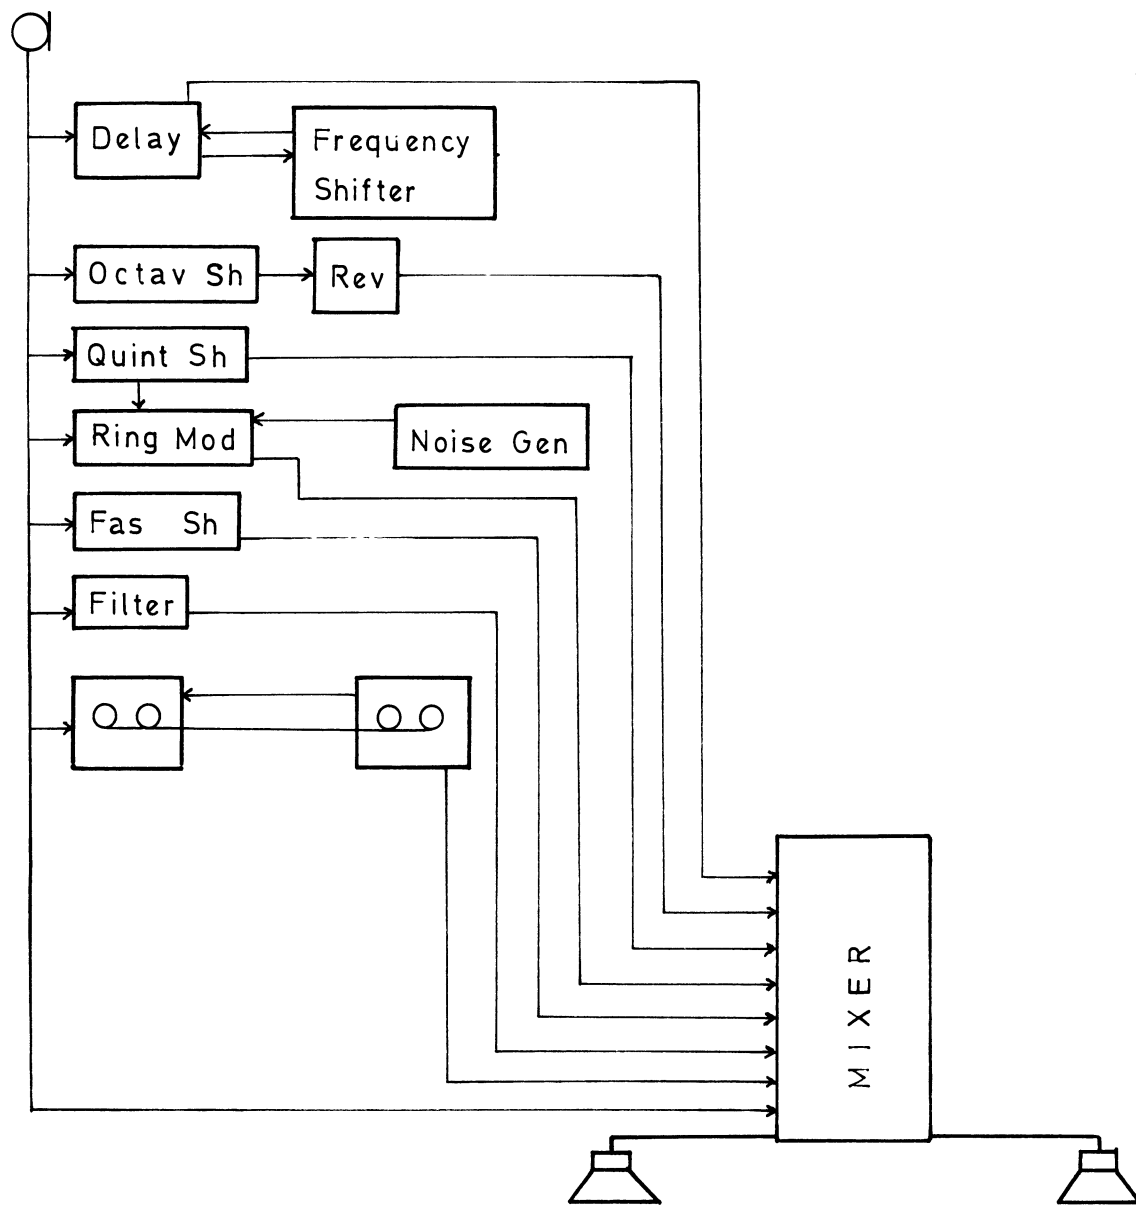 Delay
Frequency
Shifter
Octav Sh
Rev
Quint Sh
Ring Mod
Noise Gen
Fas Sh
Filter
MIXER